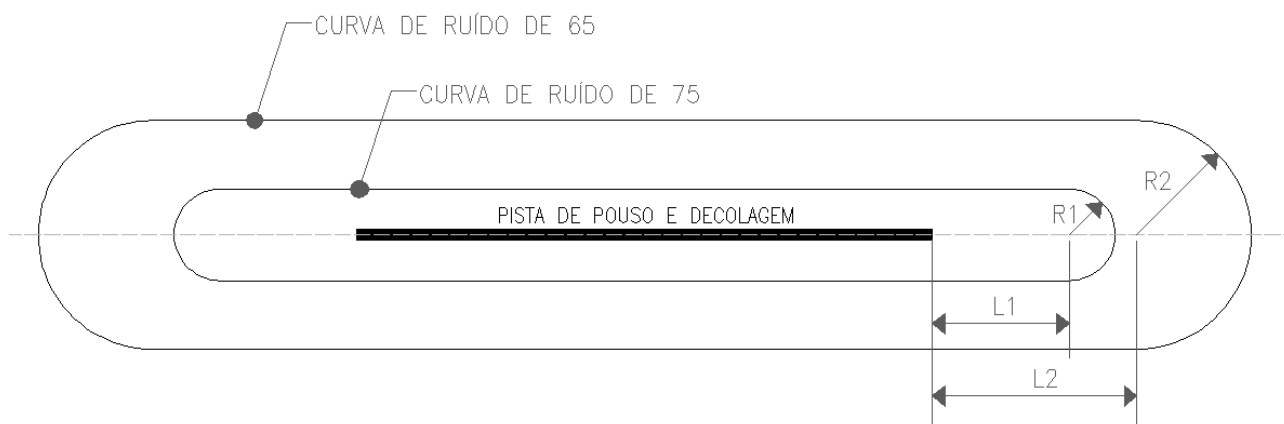 CURVA DE RUÍDO DE 65
CURVA DE RUÍDO DE 75
R2
PISTA DE POUSO E DECOLAGEM
R1
L1
L2